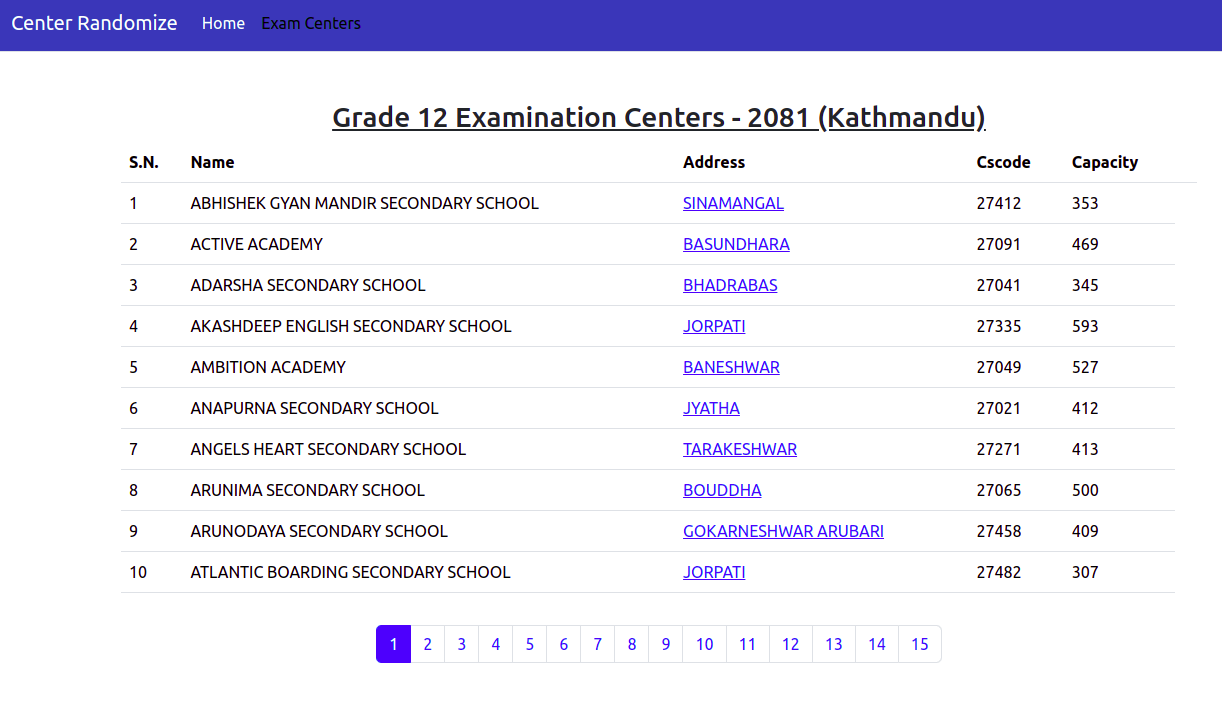 Center Randomize Home Exam Centers
Grade 12 Examination Centers - 2081 (Kathmandu)
S.N. Name Address Cscode Capacity
1 ABHISHEK GYAN MANDIR SECONDARY SCHOOL SINAMANGAL 27412 353
2 ACTIVE ACADEMY BASUNDHARA 27091 469
3 ADARSHA SECONDARY SCHOOL BHADRABAS 27041 345
4 AKASHDEEP ENGLISH SECONDARY SCHOOL JORPATI 27335 593
5 AMBITION ACADEMY BANESHWAR 27049 527
6 ANAPURNA SECONDARY SCHOOL JYATHA 27021 412
7 ANGELS HEART SECONDARY SCHOOL TARAKESHWAR 27271 413
8 ARUNIMA SECONDARY SCHOOL BOUDDHA 27065 500
9 ARUNODAYA SECONDARY SCHOOL GOKARNESHWAR ARUBARI 27458 409
10 ATLANTIC BOARDING SECONDARY SCHOOL JORPATI 27482 307
1 2 3 4 5 6 7 8 9 10 11 12 13 14 15